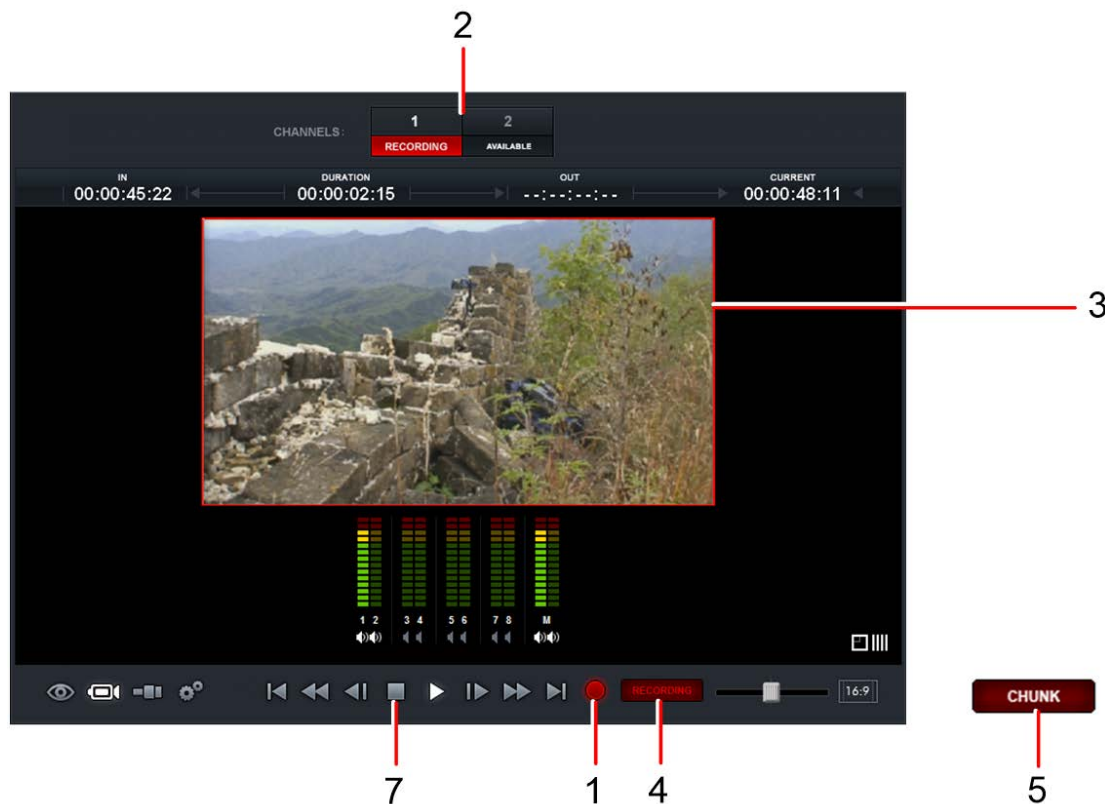 2
CHANNELS:
1
2
RECORDING
AVAILABLE
IN
DURATION
OUT
CURRENT
00:00:45:22
00:00:02:15
--:--:--:--
00:00:48:11
3
1 2
3 4
5 6
7 8
M
RECORDING
16:9
CHUNK
7
1
4
5